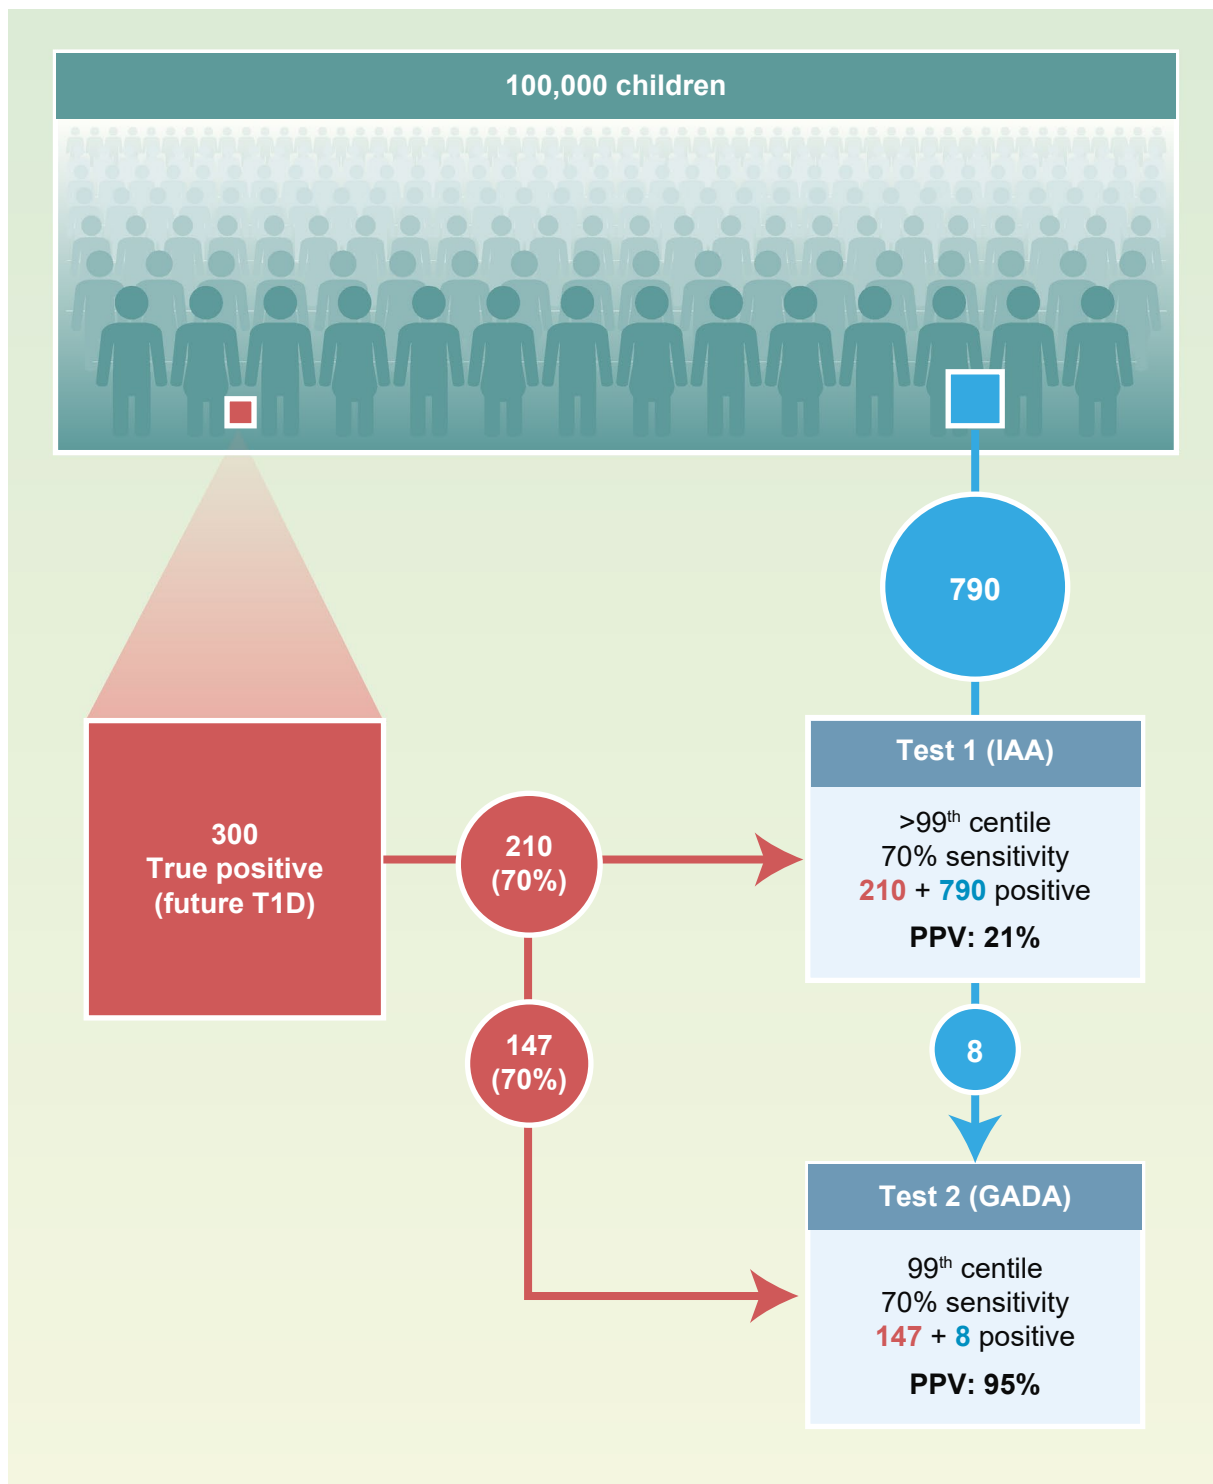 100,000 children
790
Test 1 (IAA)
>99th centile
70% sensitivity
210 + 790 positive
PPV: 21%
300
True positive
(future T1D)
210
(70%)
147
(70%)
8
Test 2 (GADA)
99th centile
70% sensitivity
147 + 8 positive
PPV: 95%